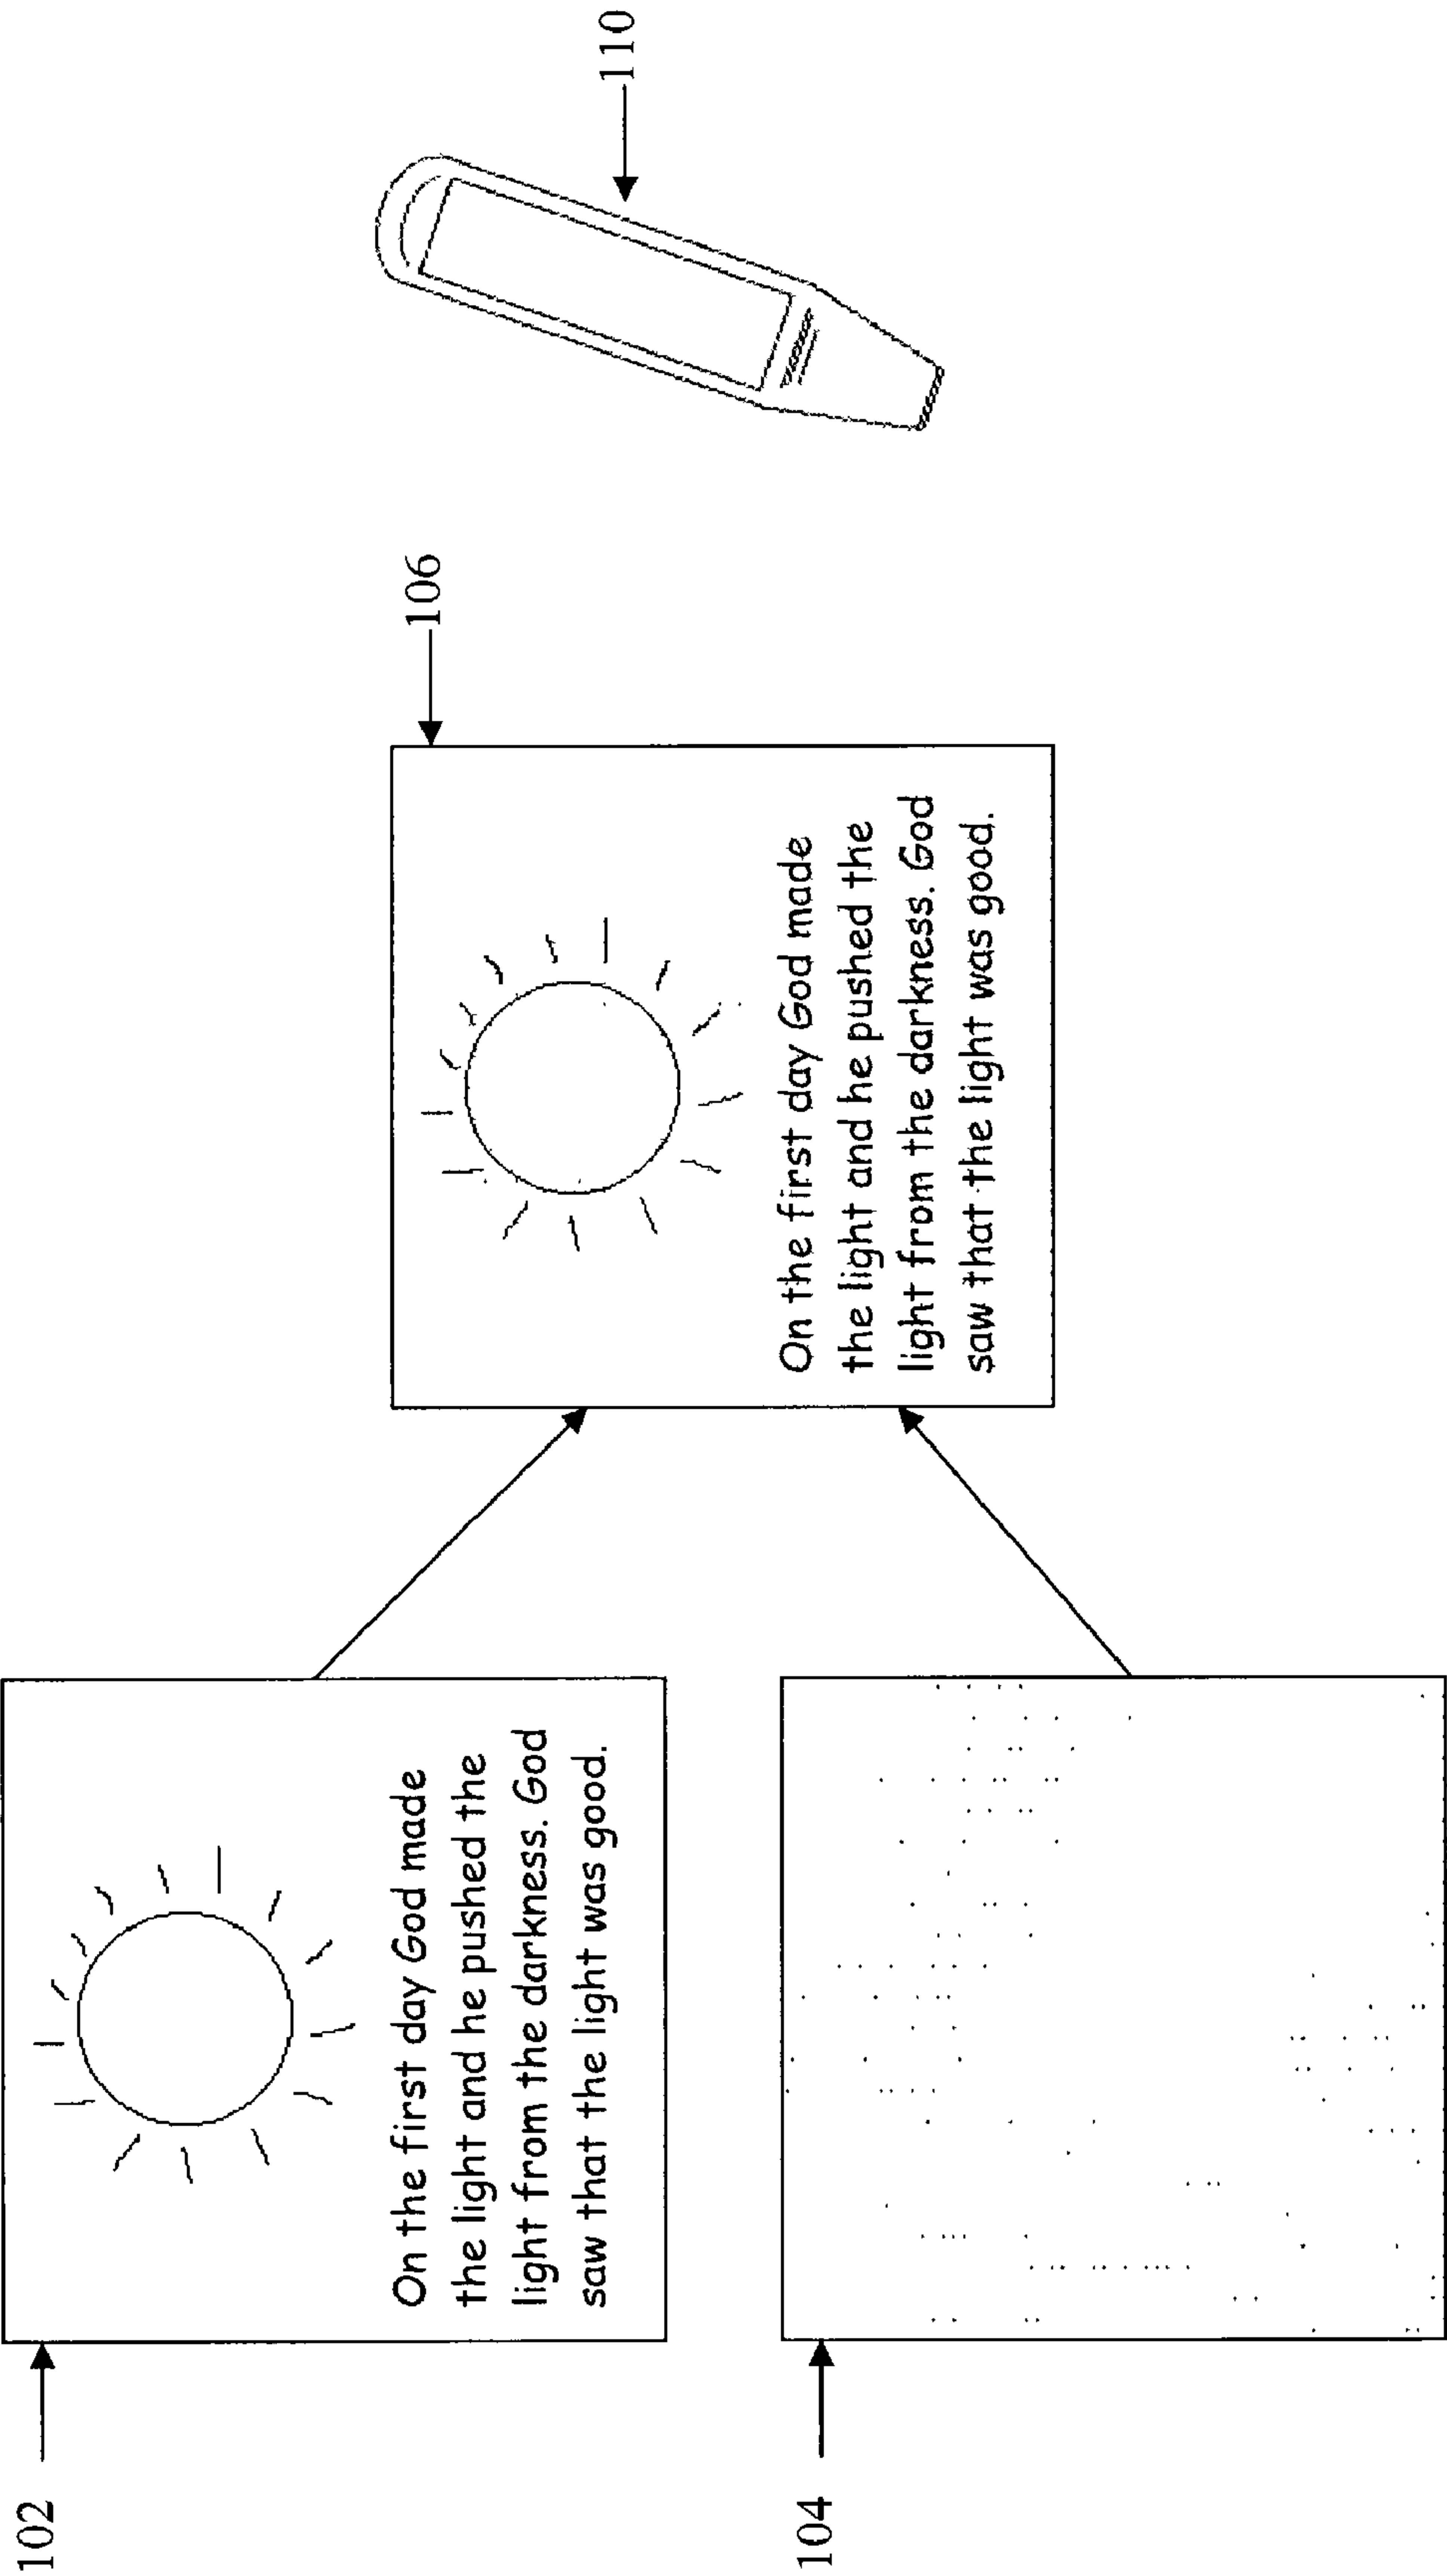 102
On the first day God made
the light and he pushed the
light from the darkness. God
saw that the light was good.
104
106
On the first day God made
the light and he pushed the
light from the darkness. God
saw that the light was good.
110